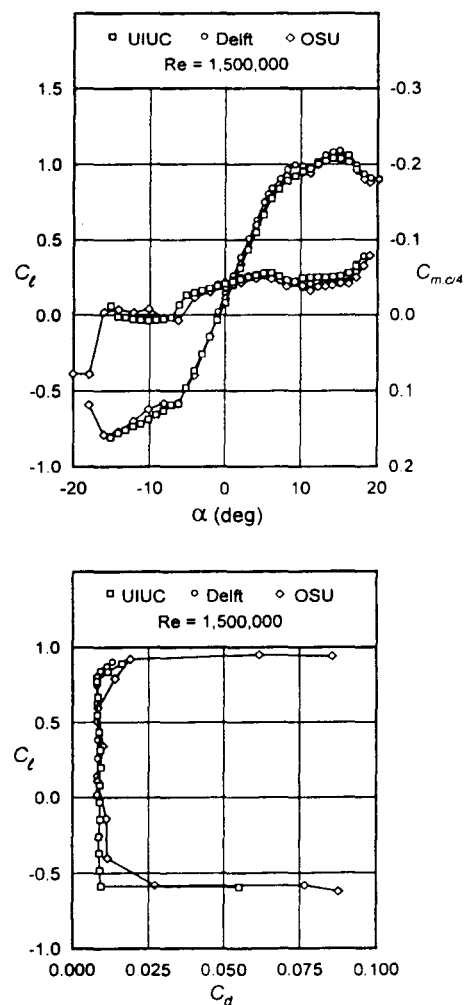 □ UIUC ○ Delft ◇ OSU
Re = 1,500,000
1.5
1.0
0.5
0.0
-0.5
-1.0
C_ℓ
-0.3
-0.2
-0.1
0.0
0.1
0.2
C_m,c/4
-20 -10 0 10 20
α (deg)
□ UIUC ○ Delft ◇ OSU
Re = 1,500,000
1.0
0.5
0.0
-0.5
-1.0
C_ℓ
0.000 0.025 0.050 0.075 0.100
C_d